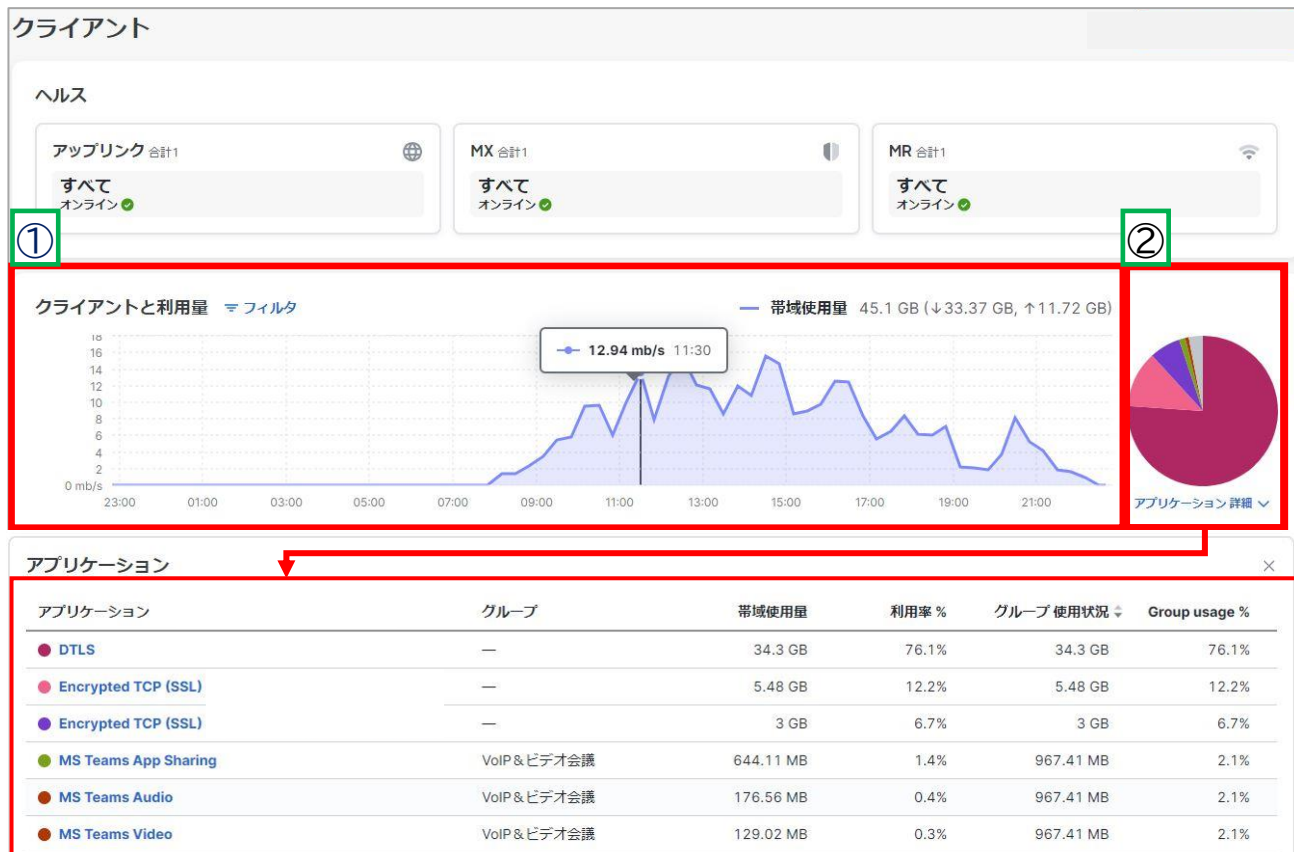 クライアント
ヘルス
アップリンク 合計1
すべて
オンライン
MX 合計1
すべて
オンライン
MR 合計1
すべて
オンライン
①
②
クライアントと利用量 フィルタ
帯域使用量 45.1 GB (↓33.37 GB, ↑11.72 GB)
12.94 mb/s 11:30
18
16
14
12
10
8
6
4
2
0 mb/s
23:00 01:00 03:00 05:00 07:00 09:00 11:00 13:00 15:00 17:00 19:00 21:00
アプリケーション 詳細
アプリケーション ×
アプリケーション グループ 帯域使用量 利用率 % グループ 使用状況 Group usage %
DTLS — 34.3 GB 76.1% 34.3 GB 76.1%
Encrypted TCP (SSL) — 5.48 GB 12.2% 5.48 GB 12.2%
Encrypted TCP (SSL) — 3 GB 6.7% 3 GB 6.7%
MS Teams App Sharing VoIP&ビデオ会議 644.11 MB 1.4% 967.41 MB 2.1%
MS Teams Audio VoIP&ビデオ会議 176.56 MB 0.4% 967.41 MB 2.1%
MS Teams Video VoIP&ビデオ会議 129.02 MB 0.3% 967.41 MB 2.1%